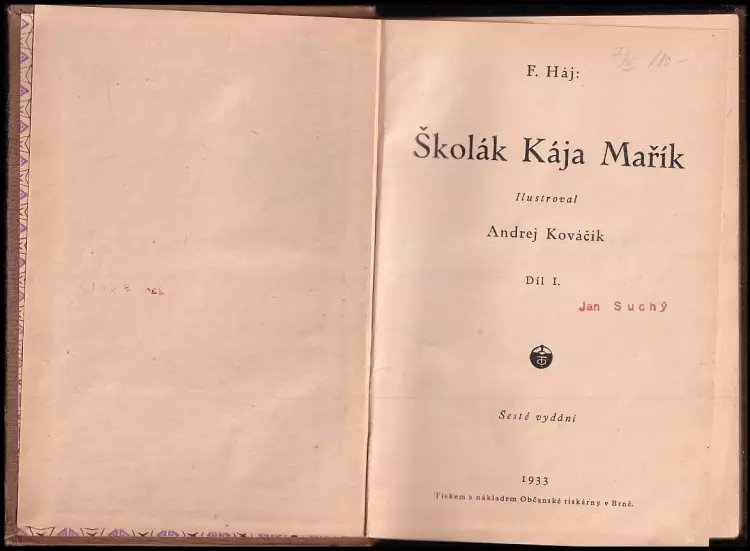 F. Háj:
Školák Kája Mařík
Ilustroval
Andrej Kováčik
Díl I.
Jan Suchý
Šesté vydání
1933
Tiskem a nákladem Občanské tiskárny v Brně.